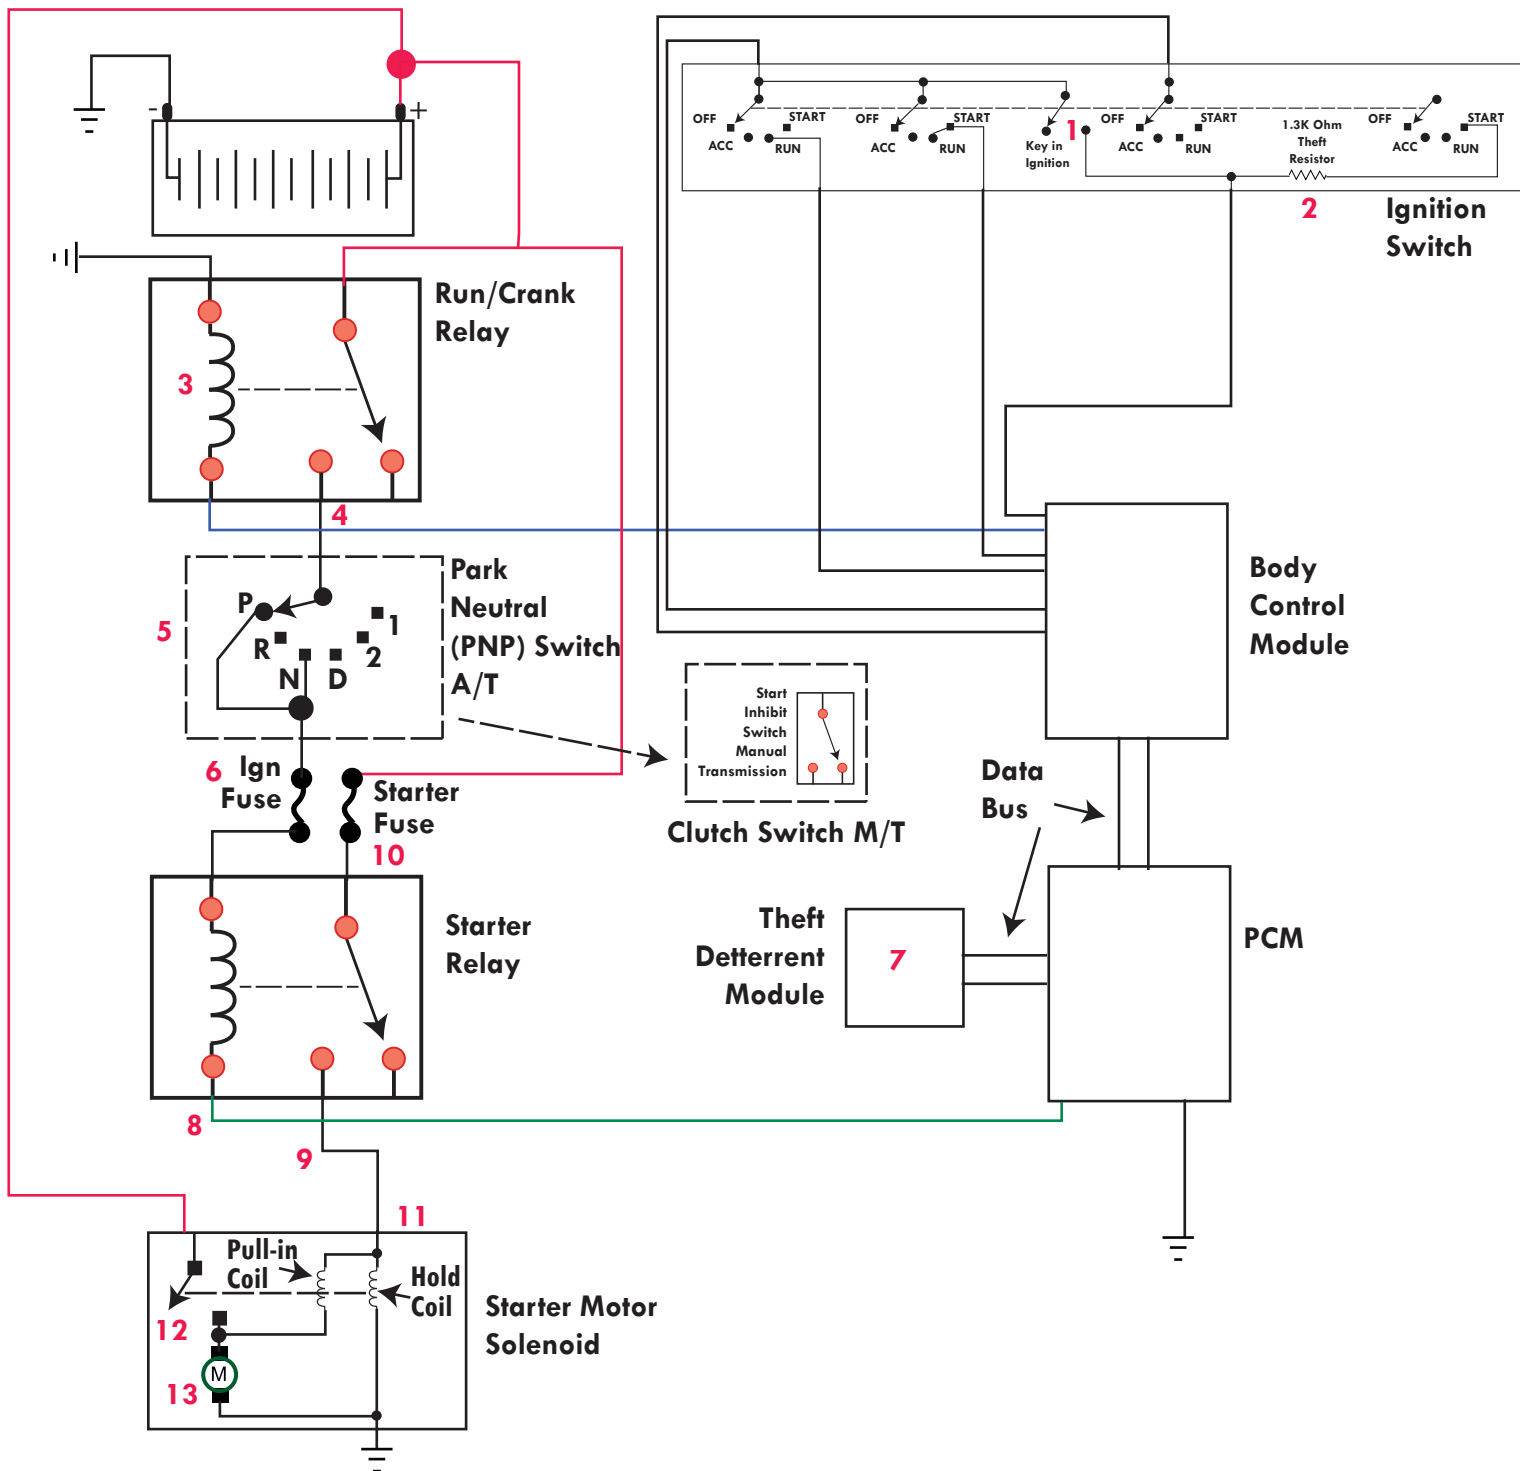 -
+
OFF
START
ACC
RUN
OFF
START
ACC
RUN
1
Key in
Ignition
OFF
START
ACC
RUN
1.3K Ohm
Theft
Resistor
2
OFF
START
ACC
RUN
Ignition
Switch
Run/Crank
Relay
3
4
Park
Neutral
(PNP) Switch
A/T
5
P
R
N
D
2
1
Body
Control
Module
Start
Inhibit
Switch
Manual
Transmission
Clutch Switch M/T
6
Ign
Fuse
Starter
Fuse
10
Data
Bus
Starter
Relay
Theft
Detterrent
Module
7
PCM
8
9
11
Pull-in
Coil
Hold
Coil
12
M
13
Starter Motor
Solenoid